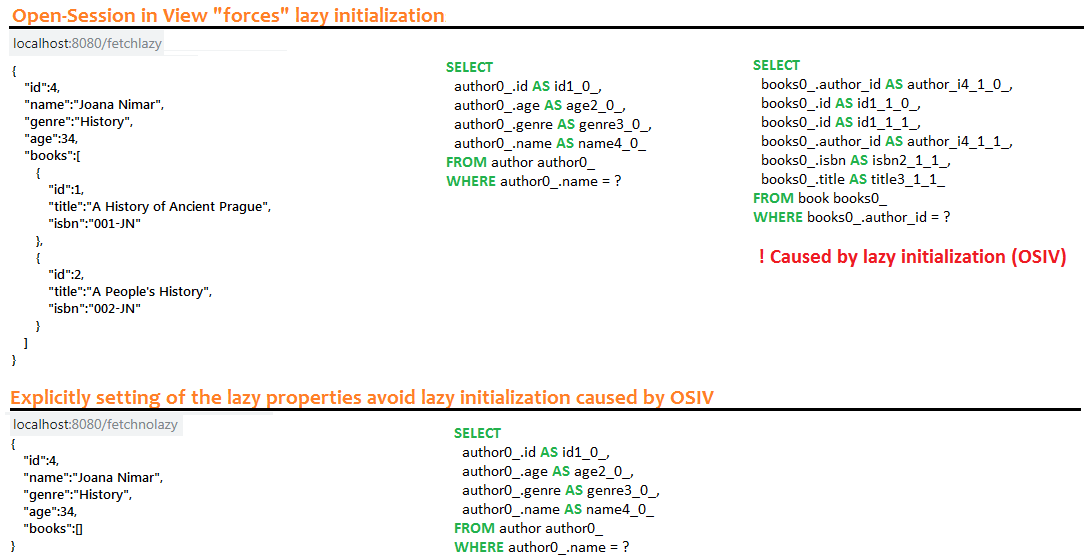 Open-Session in View "forces" lazy initialization
localhost:8080/fetchlazy
{
"id":4,
"name":"Joana Nimar",
"genre":"History",
"age":34,
"books":[
{
"id":1,
"title":"A History of Ancient Prague",
"isbn":"001-JN"
},
{
"id":2,
"title":"A People's History",
"isbn":"002-JN"
}
]
}
SELECT
author0_.id AS id1_0_,
author0_.age AS age2_0_,
author0_.genre AS genre3_0_,
author0_.name AS name4_0_
FROM author author0_
WHERE author0_.name = ?
SELECT
books0_.author_id AS author_i4_1_0_,
books0_.id AS id1_1_0_,
books0_.id AS id1_1_1_,
books0_.author_id AS author_i4_1_1_,
books0_.isbn AS isbn2_1_1_,
books0_.title AS title3_1_1_
FROM book books0_
WHERE books0_.author_id = ?
! Caused by lazy initialization (OSIV)
Explicitly setting of the lazy properties avoid lazy initialization caused by OSIV
localhost:8080/fetchnolazy
{
"id":4,
"name":"Joana Nimar",
"genre":"History",
"age":34,
"books":[]
}
SELECT
author0_.id AS id1_0_,
author0_.age AS age2_0_,
author0_.genre AS genre3_0_,
author0_.name AS name4_0_
FROM author author0_
WHERE author0_.name = ?